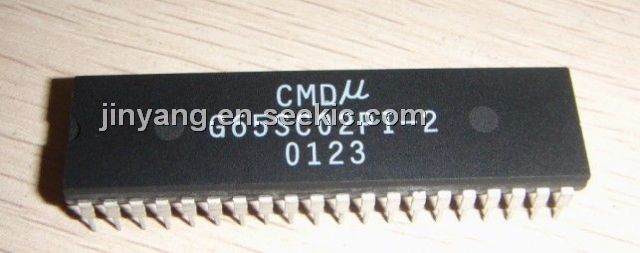 CMDµ
jinyang.en.seekic.com
G65SC02PI-2
0123